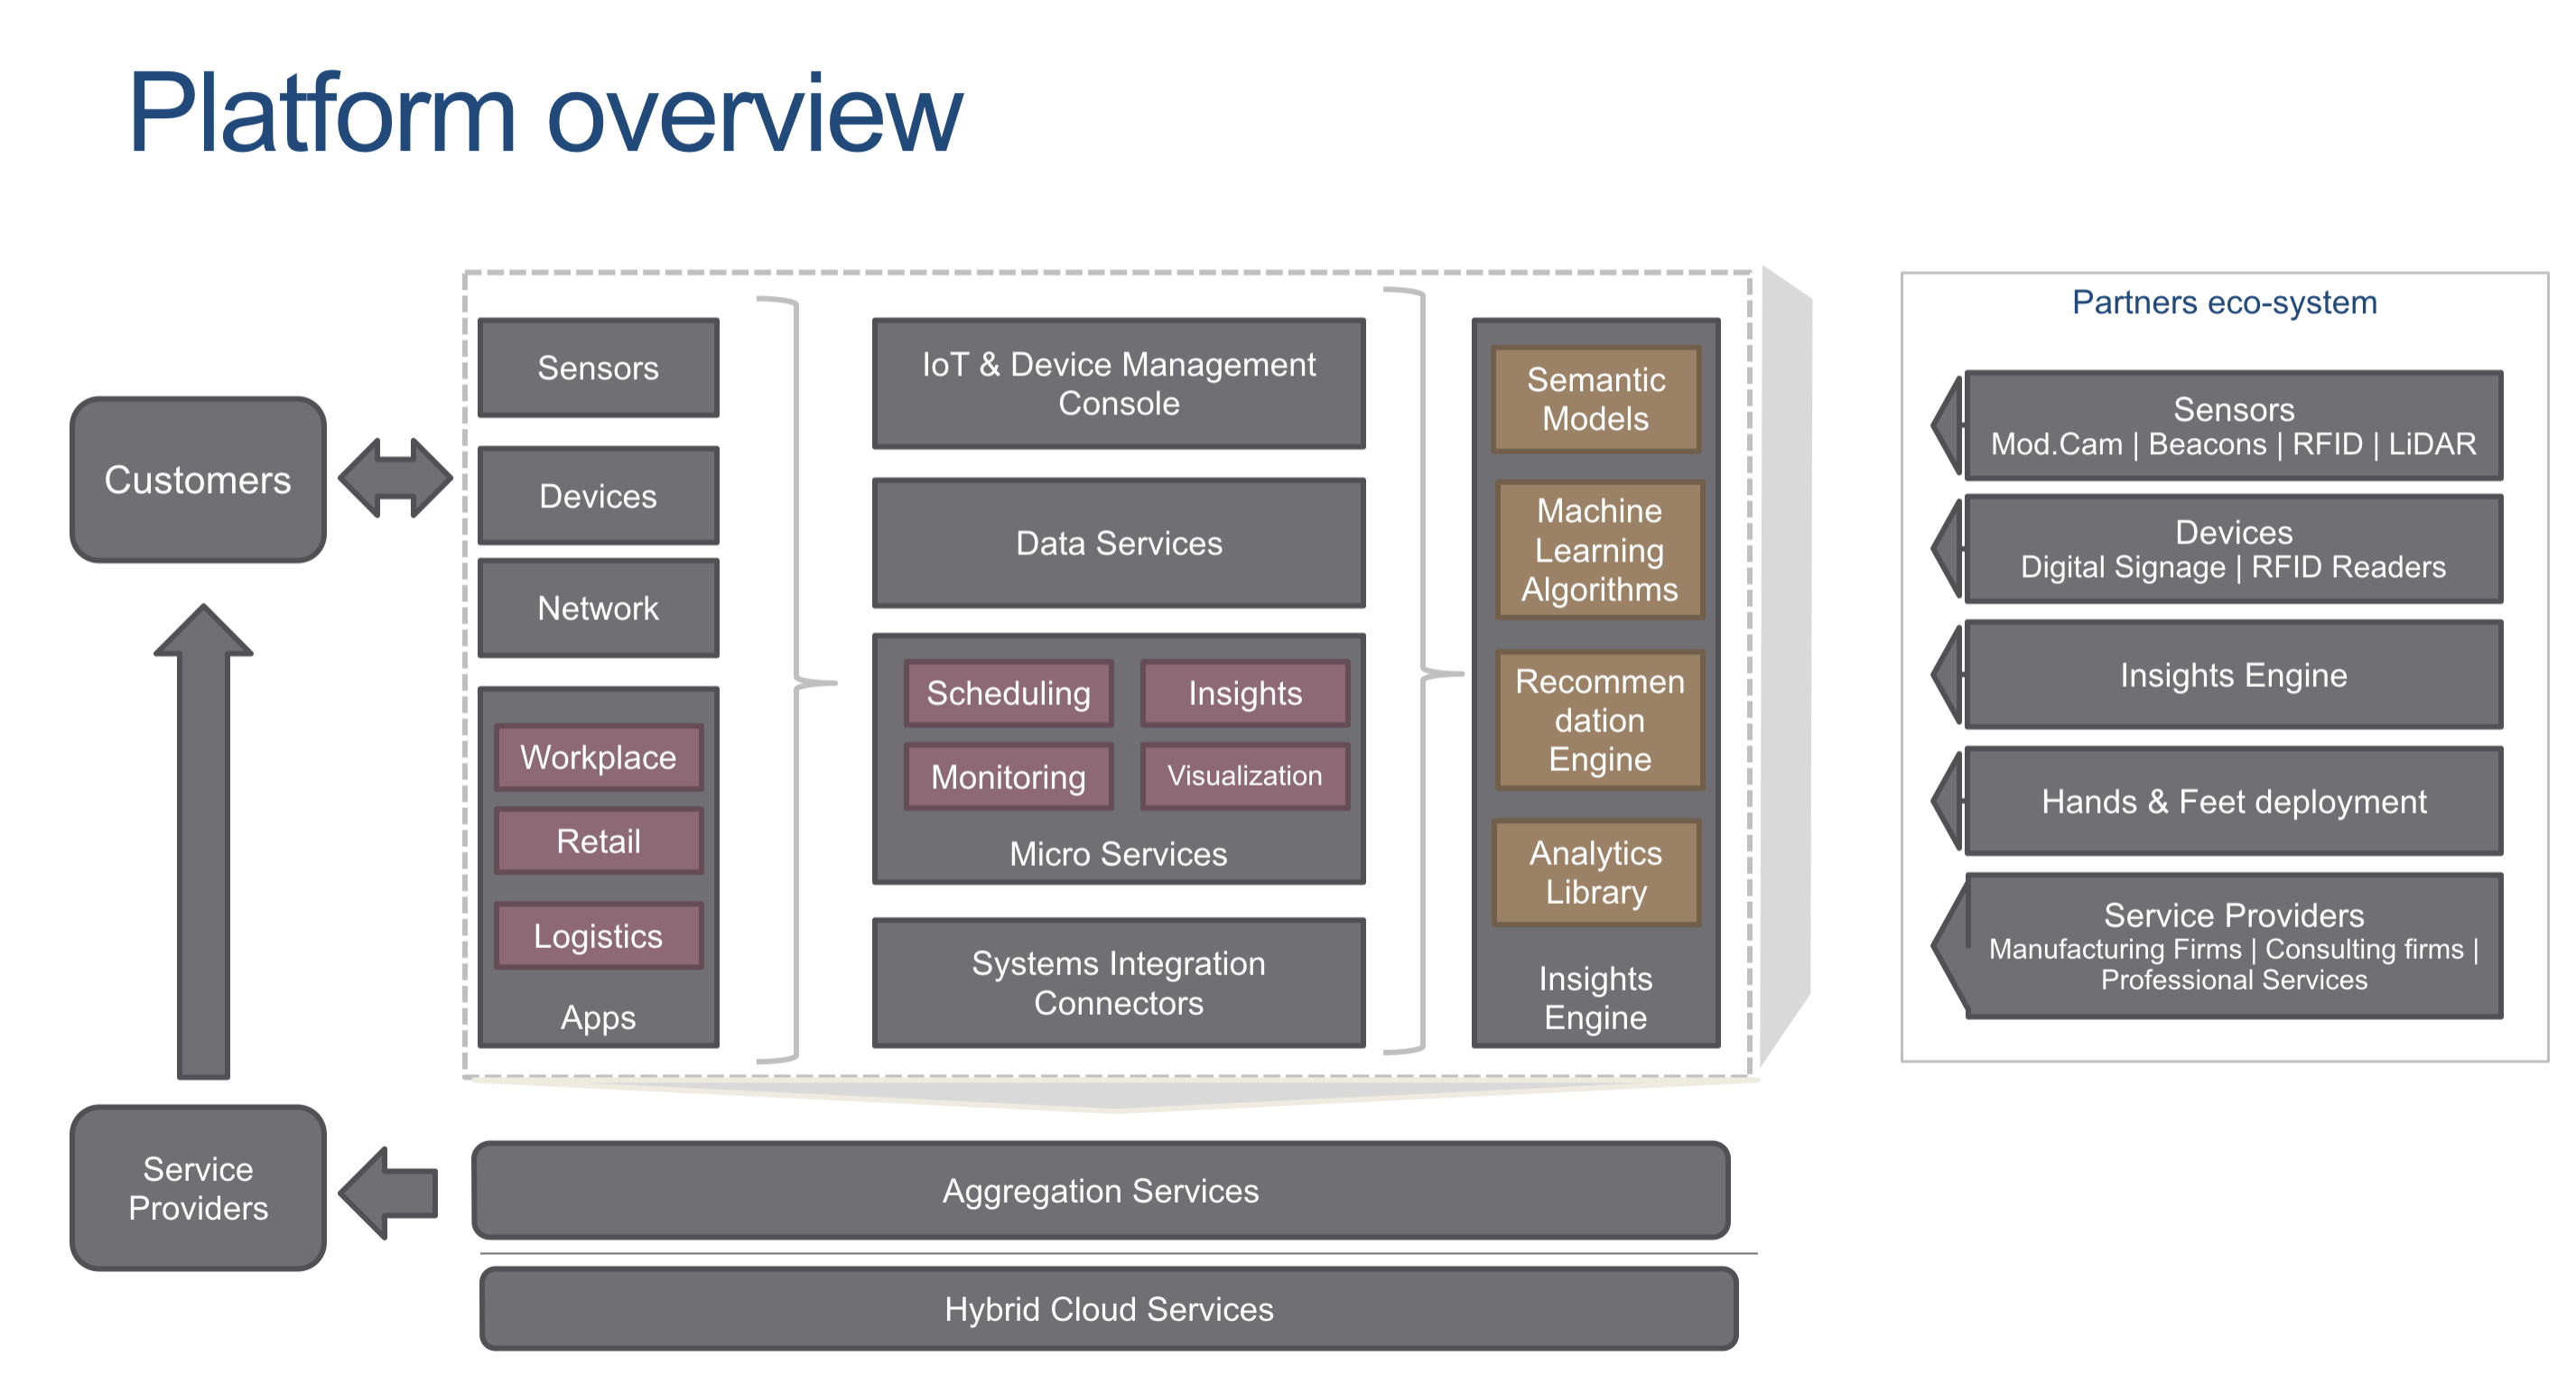 Platform overview
Customers
Service
Providers
Sensors
Devices
Network
Workplace
Retail
Logistics
Apps
IoT & Device Management
Console
Data Services
Scheduling
Insights
Monitoring
Visualization
Micro Services
Systems Integration
Connectors
Semantic
Models
Machine
Learning
Algorithms
Recommen
dation
Engine
Analytics
Library
Insights
Engine
Aggregation Services
Hybrid Cloud Services
Partners eco-system
Sensors
Mod.Cam | Beacons | RFID | LiDAR
Devices
Digital Signage | RFID Readers
Insights Engine
Hands & Feet deployment
Service Providers
Manufacturing Firms | Consulting firms |
Professional Services